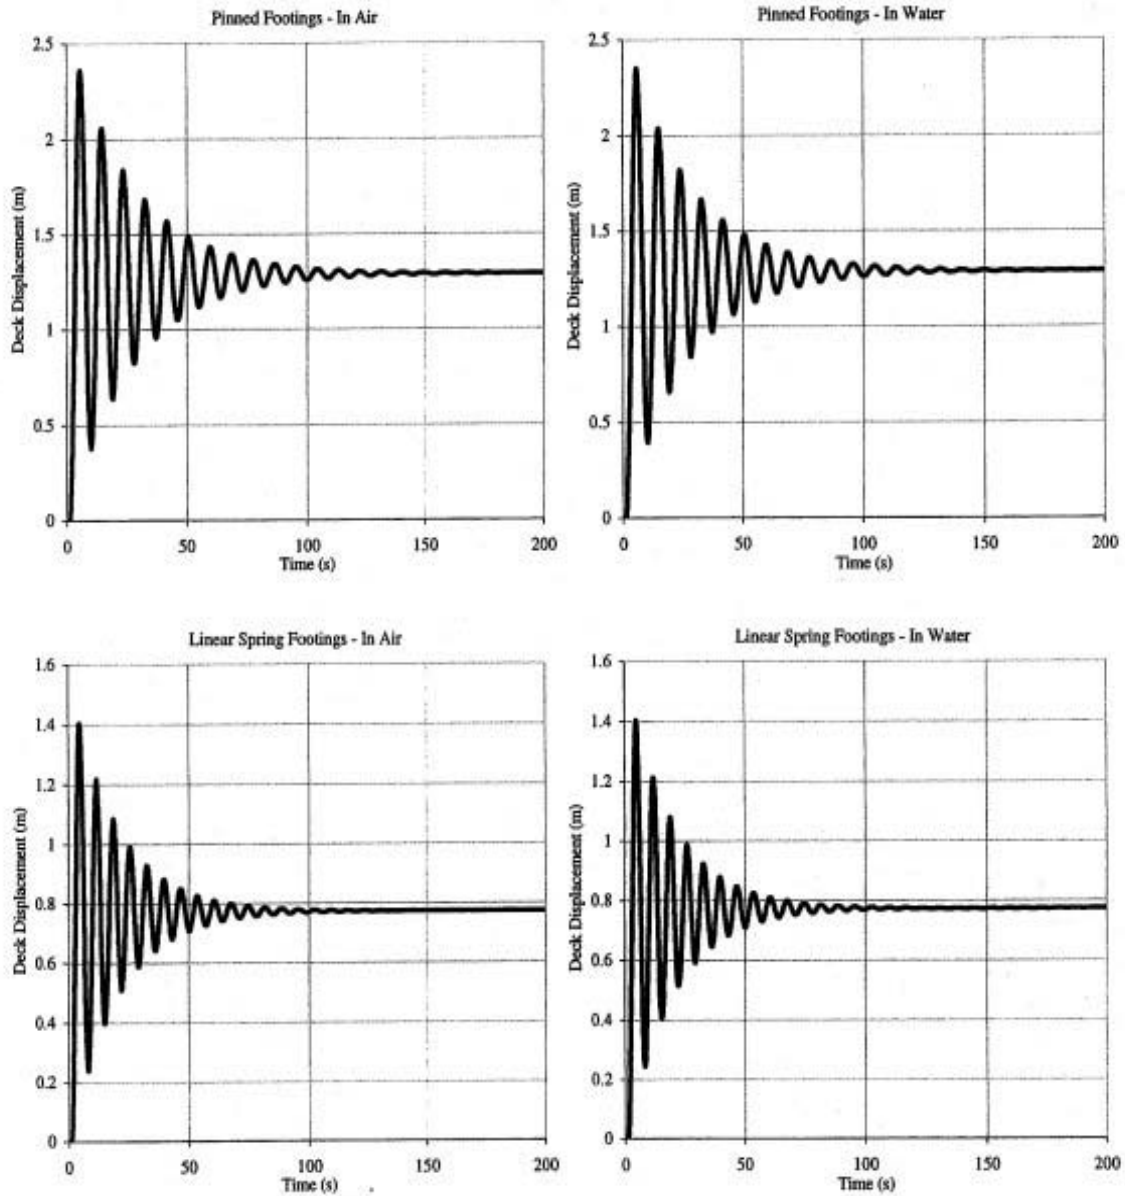 Pinned Footings - In Air
2.5
2
1.5
1
0.5
0
Deck Displacement (m)
0 50 100 150 200
Time (s)
Pinned Footings - In Water
2.5
2
1.5
1
0.5
0
Deck Displacement (m)
0 50 100 150 200
Time (s)
Linear Spring Footings - In Air
1.6
1.4
1.2
1
0.8
0.6
0.4
0.2
0
Deck Displacement (m)
0 50 100 150 200
Time (s)
Linear Spring Footings - In Water
1.6
1.4
1.2
1
0.8
0.6
0.4
0.2
0
Deck Displacement (m)
0 50 100 150 200
Time (s)